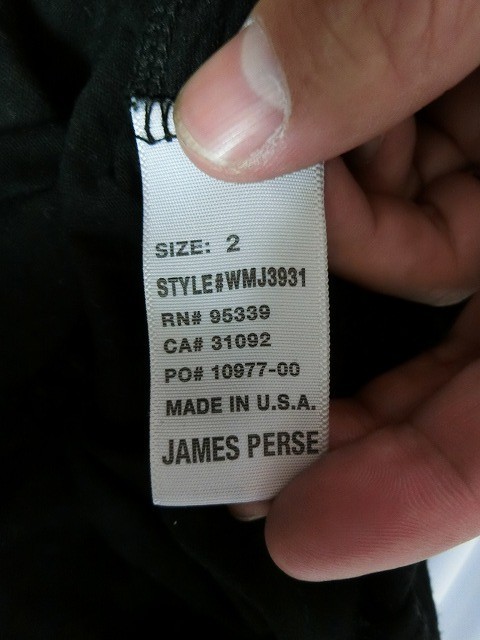 SIZE: 2
STYLE#WMJ3931
RN# 95339
CA# 31092
PO# 10977-00
MADE IN U.S.A.
JAMES PERSE